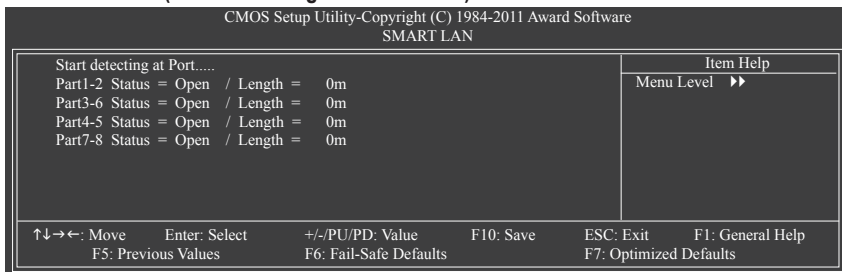 CMOS Setup Utility-Copyright (C) 1984-2011 Award Software
SMART LAN
Start detecting at Port.....
Part1-2 Status = Open / Length = 0m
Part3-6 Status = Open / Length = 0m
Part4-5 Status = Open / Length = 0m
Part7-8 Status = Open / Length = 0m
Item Help
Menu Level ▶▶
↑↓→←: Move Enter: Select +/-/PU/PD: Value F10: Save ESC: Exit F1: General Help
F5: Previous Values F6: Fail-Safe Defaults F7: Optimized Defaults